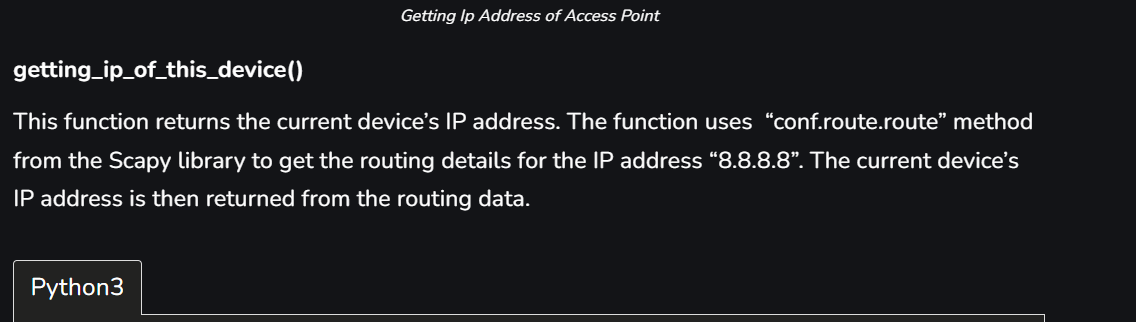 Getting Ip Address of Access Point
getting_ip_of_this_device()
This function returns the current device’s IP address. The function uses  “conf.route.route” method
from the Scapy library to get the routing details for the IP address “8.8.8.8”. The current device’s
IP address is then returned from the routing data.
Python3